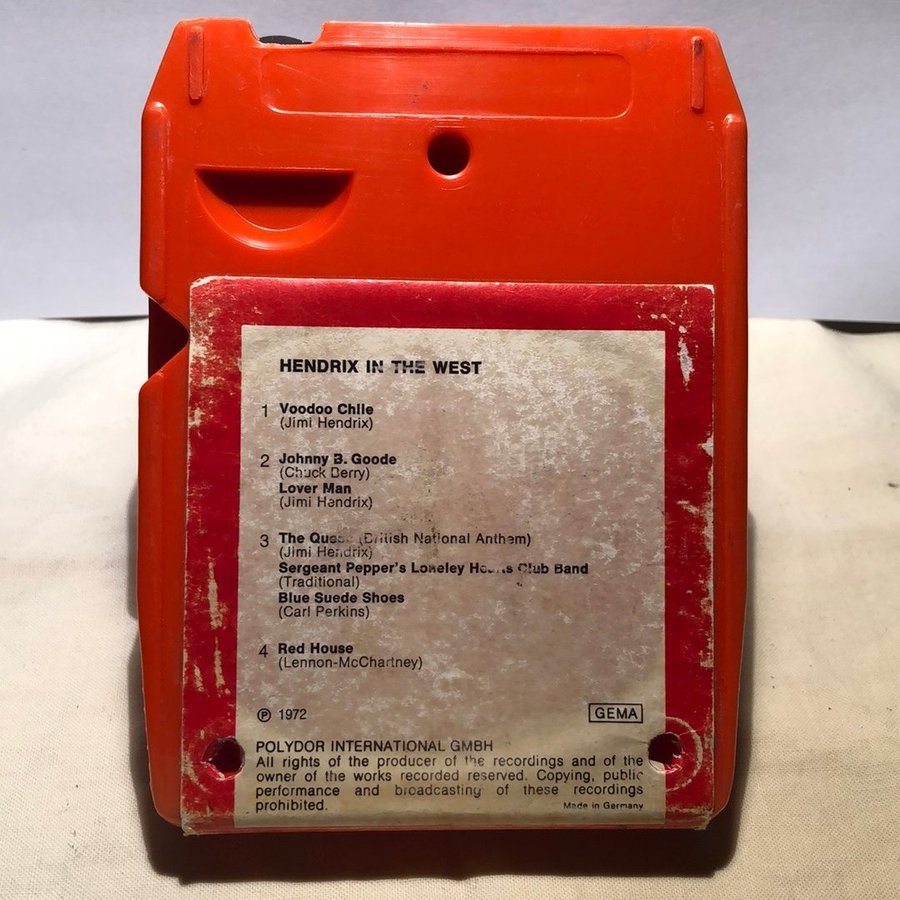 HENDRIX IN THE WEST
1 Voodoo Chile
(Jimi Hendrix)
2 Johnny B. Goode
(Chuck Berry)
Lover Man
(Jimi Hendrix)
3 The Queen (British National Anthem)
(Jimi Hendrix)
Sergeant Pepper's Loneley Hearts Club Band
(Traditional)
Blue Suede Shoes
(Carl Perkins)
4 Red House
(Lennon-McChartney)
℗ 1972 GEMA
POLYDOR INTERNATIONAL GMBH
All rights of the producer of the recordings and of the
owner of the works recorded reserved. Copying, public
performance and broadcasting of these recordings
prohibited. Made in Germany